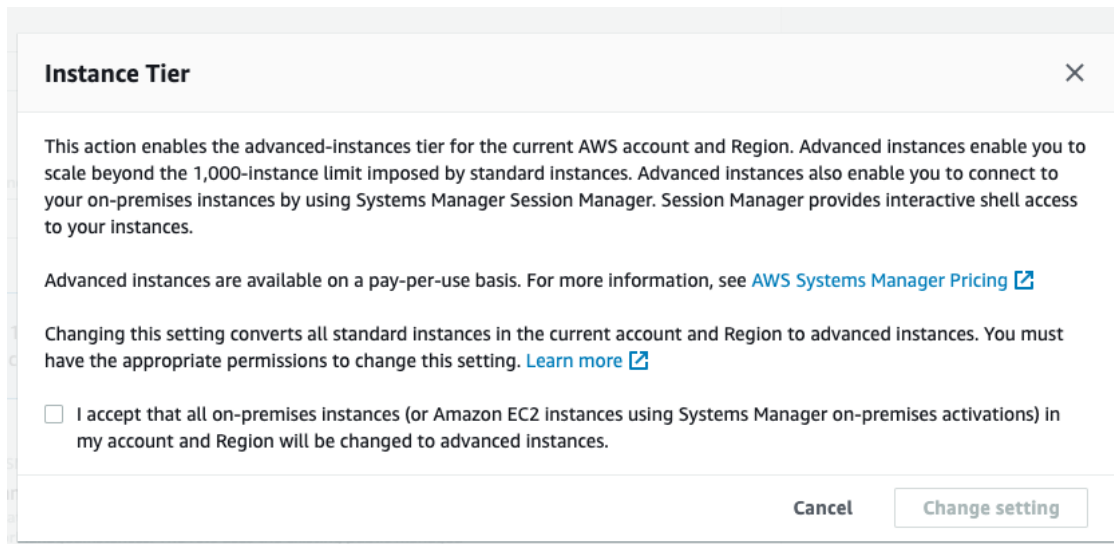 Instance Tier
This action enables the advanced-instances tier for the current AWS account and Region. Advanced instances enable you to
scale beyond the 1,000-instance limit imposed by standard instances. Advanced instances also enable you to connect to
your on-premises instances by using Systems Manager Session Manager. Session Manager provides interactive shell access
to your instances.
Advanced instances are available on a pay-per-use basis. For more information, see AWS Systems Manager Pricing
Changing this setting converts all standard instances in the current account and Region to advanced instances. You must
have the appropriate permissions to change this setting. Learn more
I accept that all on-premises instances (or Amazon EC2 instances using Systems Manager on-premises activations) in
my account and Region will be changed to advanced instances.
Cancel Change setting